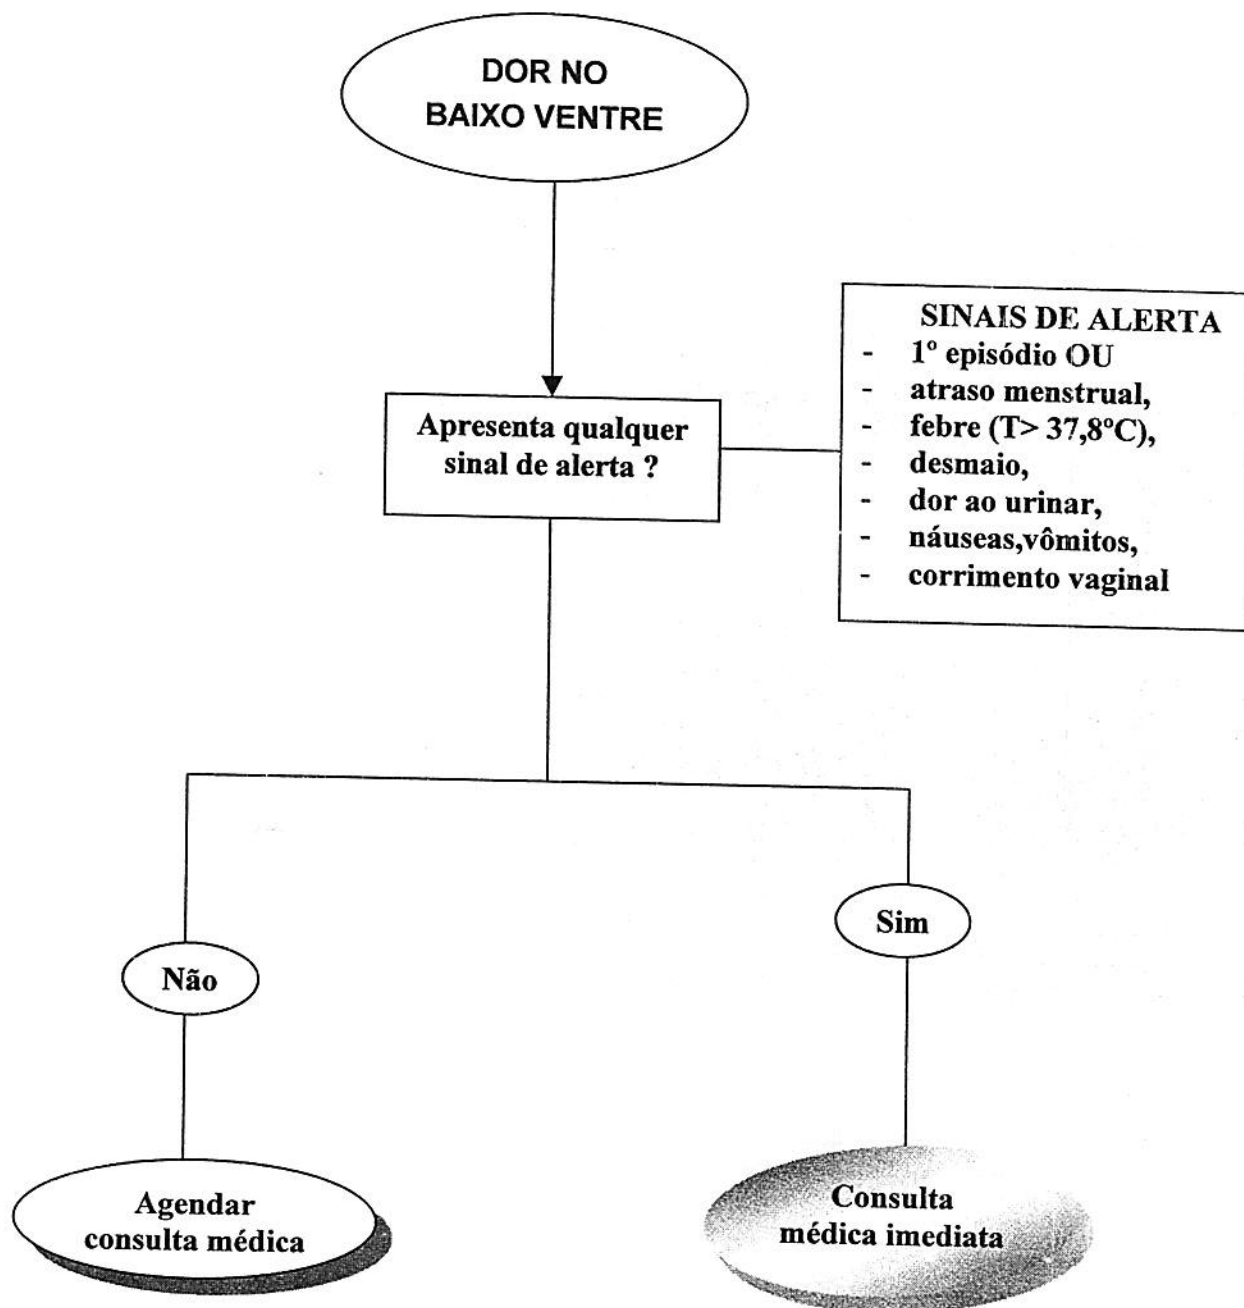 DOR NO
BAIXO VENTRE
SINAIS DE ALERTA
- 1º episódio OU
- atraso menstrual,
- febre (T> 37,8ºC),
- desmaio,
- dor ao urinar,
- náuseas,vômitos,
- corrimento vaginal
Apresenta qualquer
sinal de alerta ?
Sim
Não
Consulta
médica imediata
Agendar
consulta médica